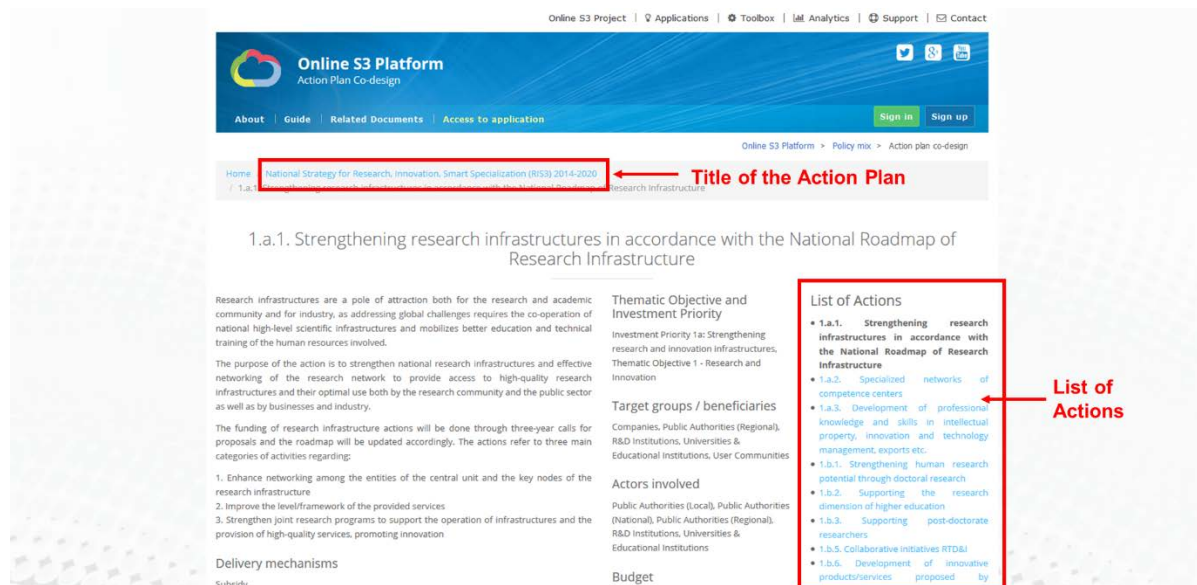 Online S3 Project | Applications | Toolbox | Analytics | Support | Contact
Online S3 Platform
Action Plan Co-design
About | Guide | Related Documents | Access to application
Sign in Sign up
Online S3 Platform > Policy mix > Action plan co-design
Home / National Strategy for Research, Innovation, Smart Specialization (RIS3) 2014-2020
/ 1.a.1. Strengthening research infrastructures in accordance with the National Roadmap of Research Infrastructure
Title of the Action Plan
1.a.1. Strengthening research infrastructures in accordance with the National Roadmap of
Research Infrastructure
Research infrastructures are a pole of attraction both for the research and academic
community and for industry, as addressing global challenges requires the co-operation of
national high-level scientific infrastructures and mobilizes better education and technical
training of the human resources involved.
The purpose of the action is to strengthen national research infrastructures and effective
networking of the research network to provide access to high-quality research
infrastructures and their optimal use both by the research community and the public sector
as well as by businesses and industry.
The funding of research infrastructure actions will be done through three-year calls for
proposals and the roadmap will be updated accordingly. The actions refer to three main
categories of activities regarding:
1. Enhance networking among the entities of the central unit and the key nodes of the
research infrastructure
2. Improve the level/framework of the provided services
3. Strengthen joint research programs to support the operation of infrastructures and the
provision of high-quality services, promoting innovation
Delivery mechanisms
Subsidy
Thematic Objective and
Investment Priority
Investment Priority 1a: Strengthening
research and innovation infrastructures,
Thematic Objective 1 - Research and
Innovation
Target groups / beneficiaries
Companies, Public Authorities (Regional),
R&D Institutions, Universities &
Educational Institutions, User Communities
Actors involved
Public Authorities (Local), Public Authorities
(National), Public Authorities (Regional),
R&D Institutions, Universities &
Educational Institutions
Budget
List of Actions
1.a.1. Strengthening research
infrastructures in accordance with
the National Roadmap of Research
Infrastructure
1.a.2. Specialized networks of
competence centers
1.a.3. Development of professional
knowledge and skills in intellectual
property, innovation and technology
management, exports etc.
1.b.1. Strengthening human research
potential through doctoral research
1.b.2. Supporting the research
dimension of higher education
1.b.3. Supporting post-doctorate
researchers
1.b.5. Collaborative initiatives RTD&I
1.b.6. Development of innovative
products/services proposed by
List of
Actions